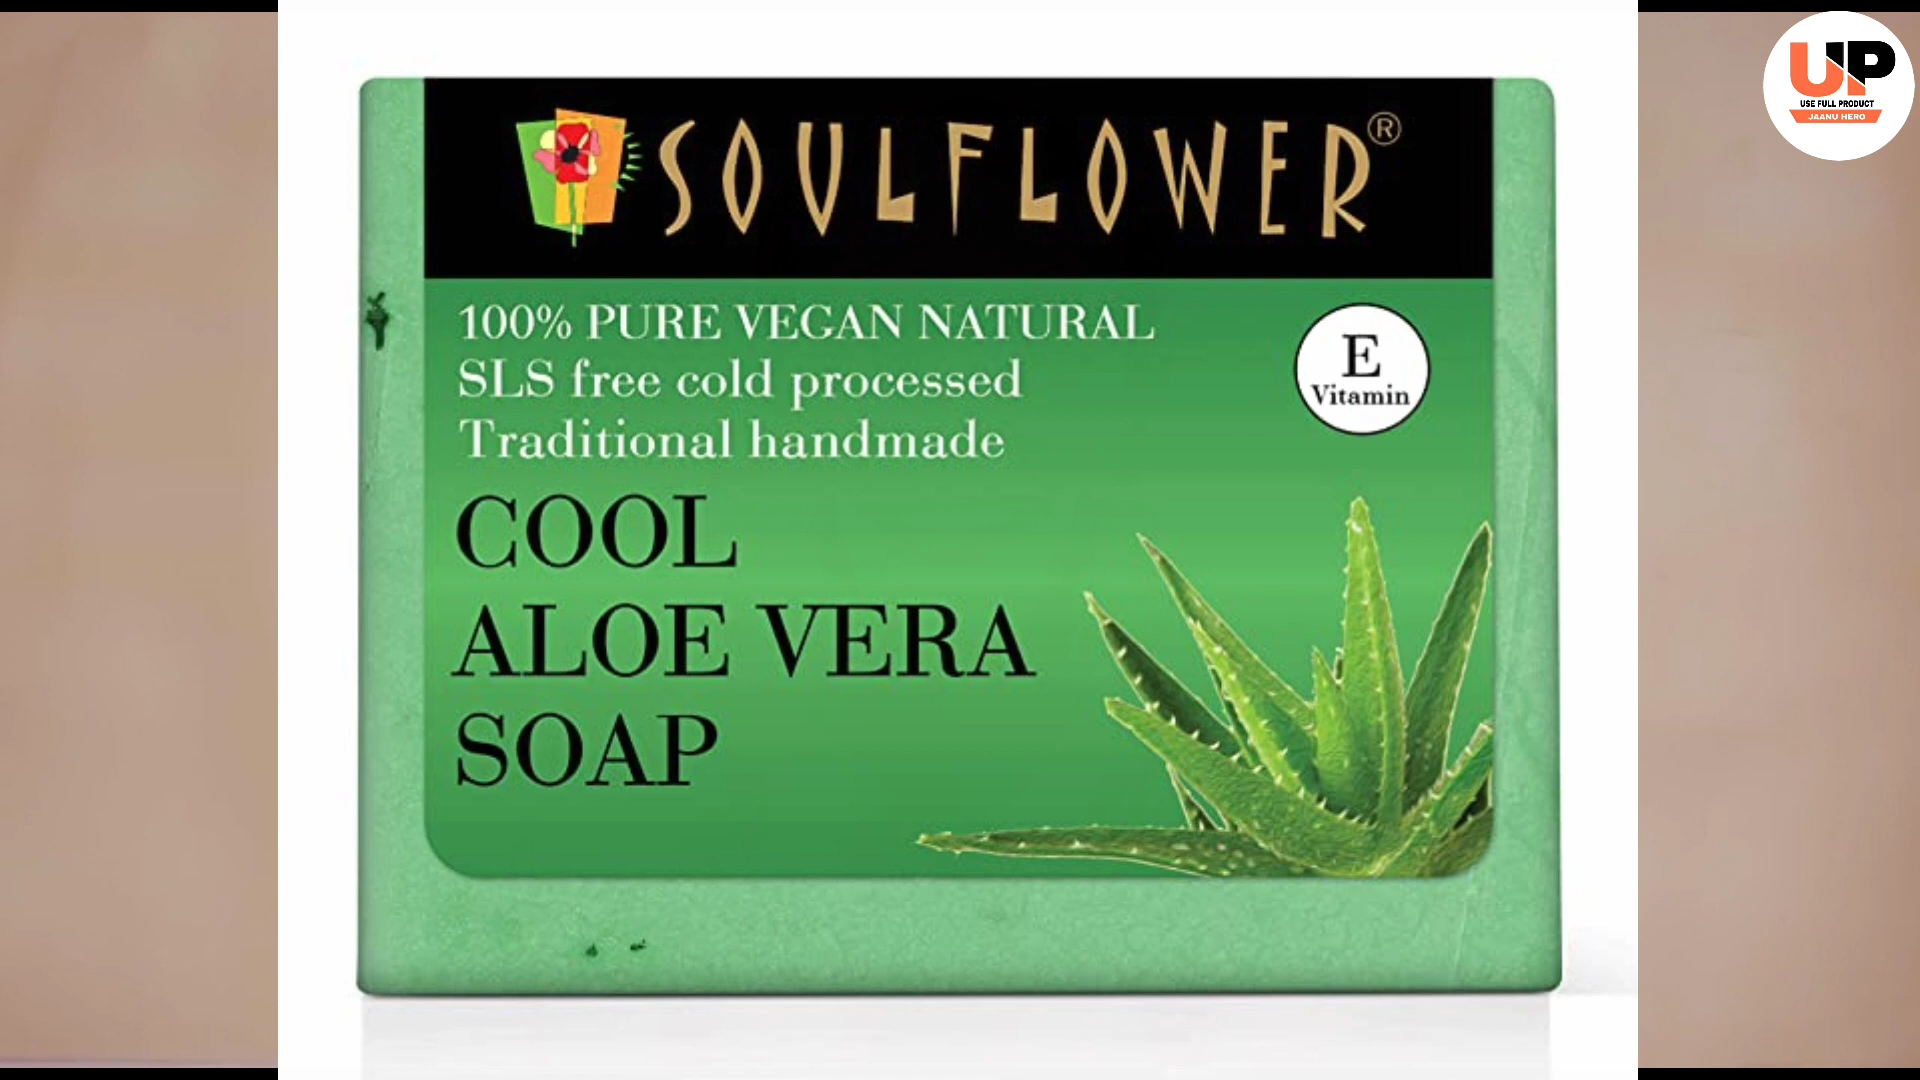 SOULFLOWER®
100% PURE VEGAN NATURAL
SLS free cold processed
Traditional handmade
E
Vitamin
COOL
ALOE VERA
SOAP
UP
USE FULL PRODUCT
JAANU HERO